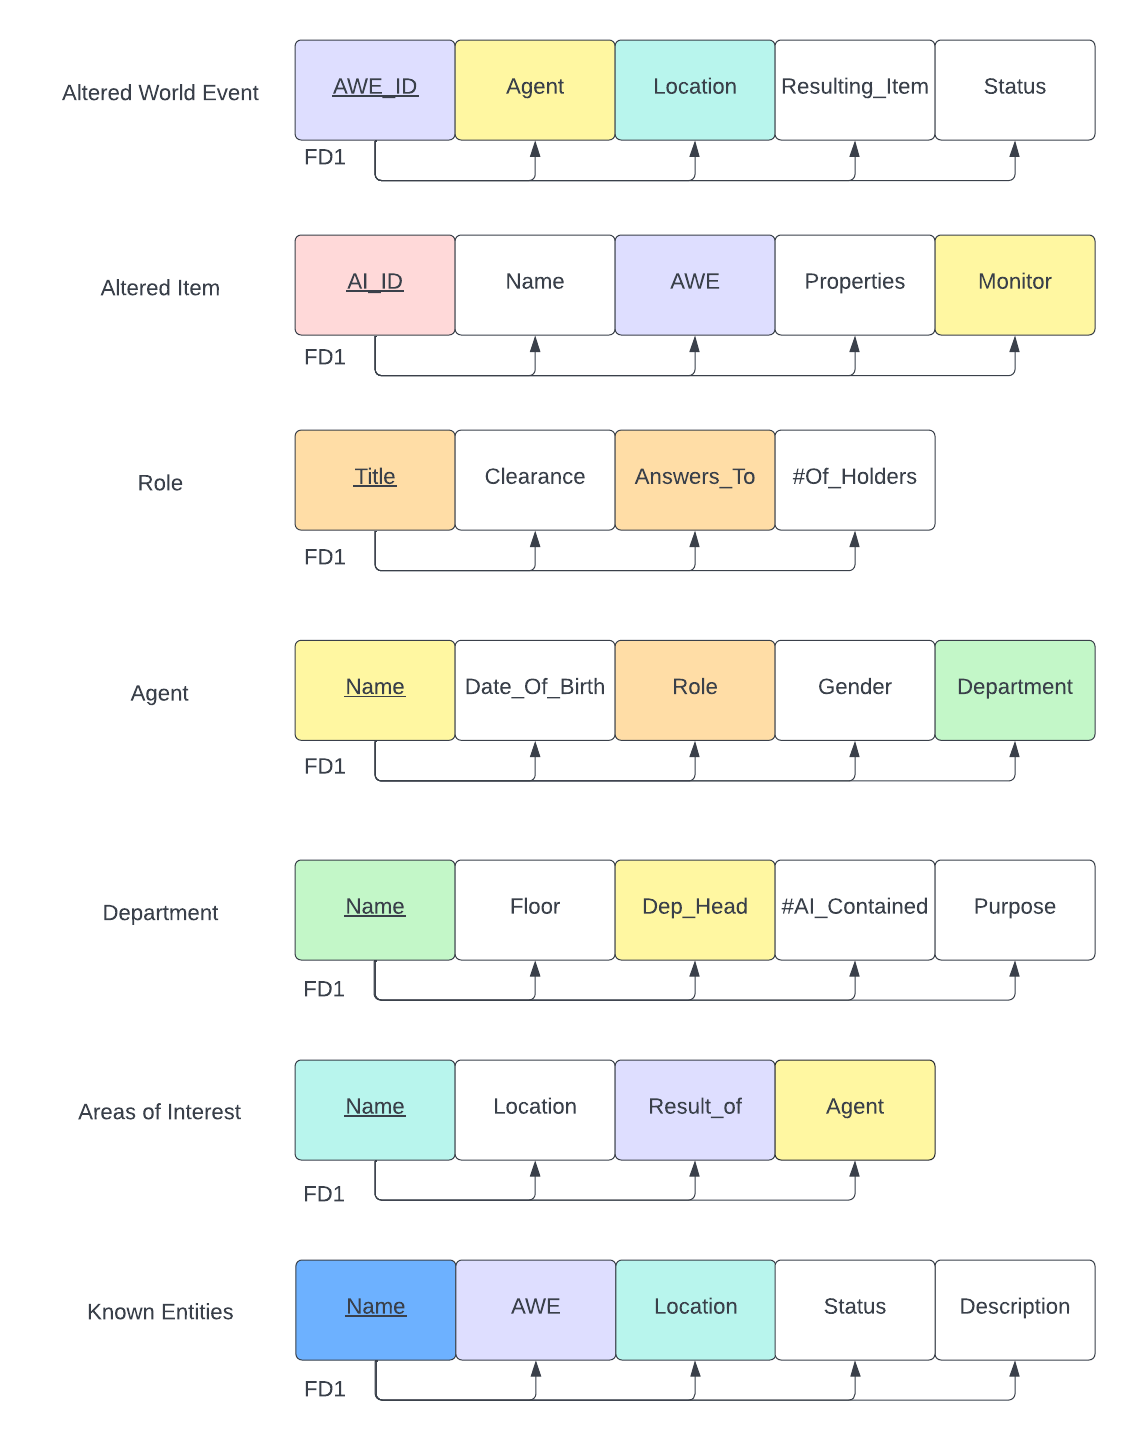 Altered World Event
AWE_ID Agent Location Resulting_Item Status
FD1
Altered Item
AI_ID Name AWE Properties Monitor
FD1
Role
Title Clearance Answers_To #Of_Holders
FD1
Agent
Name Date_Of_Birth Role Gender Department
FD1
Department
Name Floor Dep_Head #AI_Contained Purpose
FD1
Areas of Interest
Name Location Result_of Agent
FD1
Known Entities
Name AWE Location Status Description
FD1